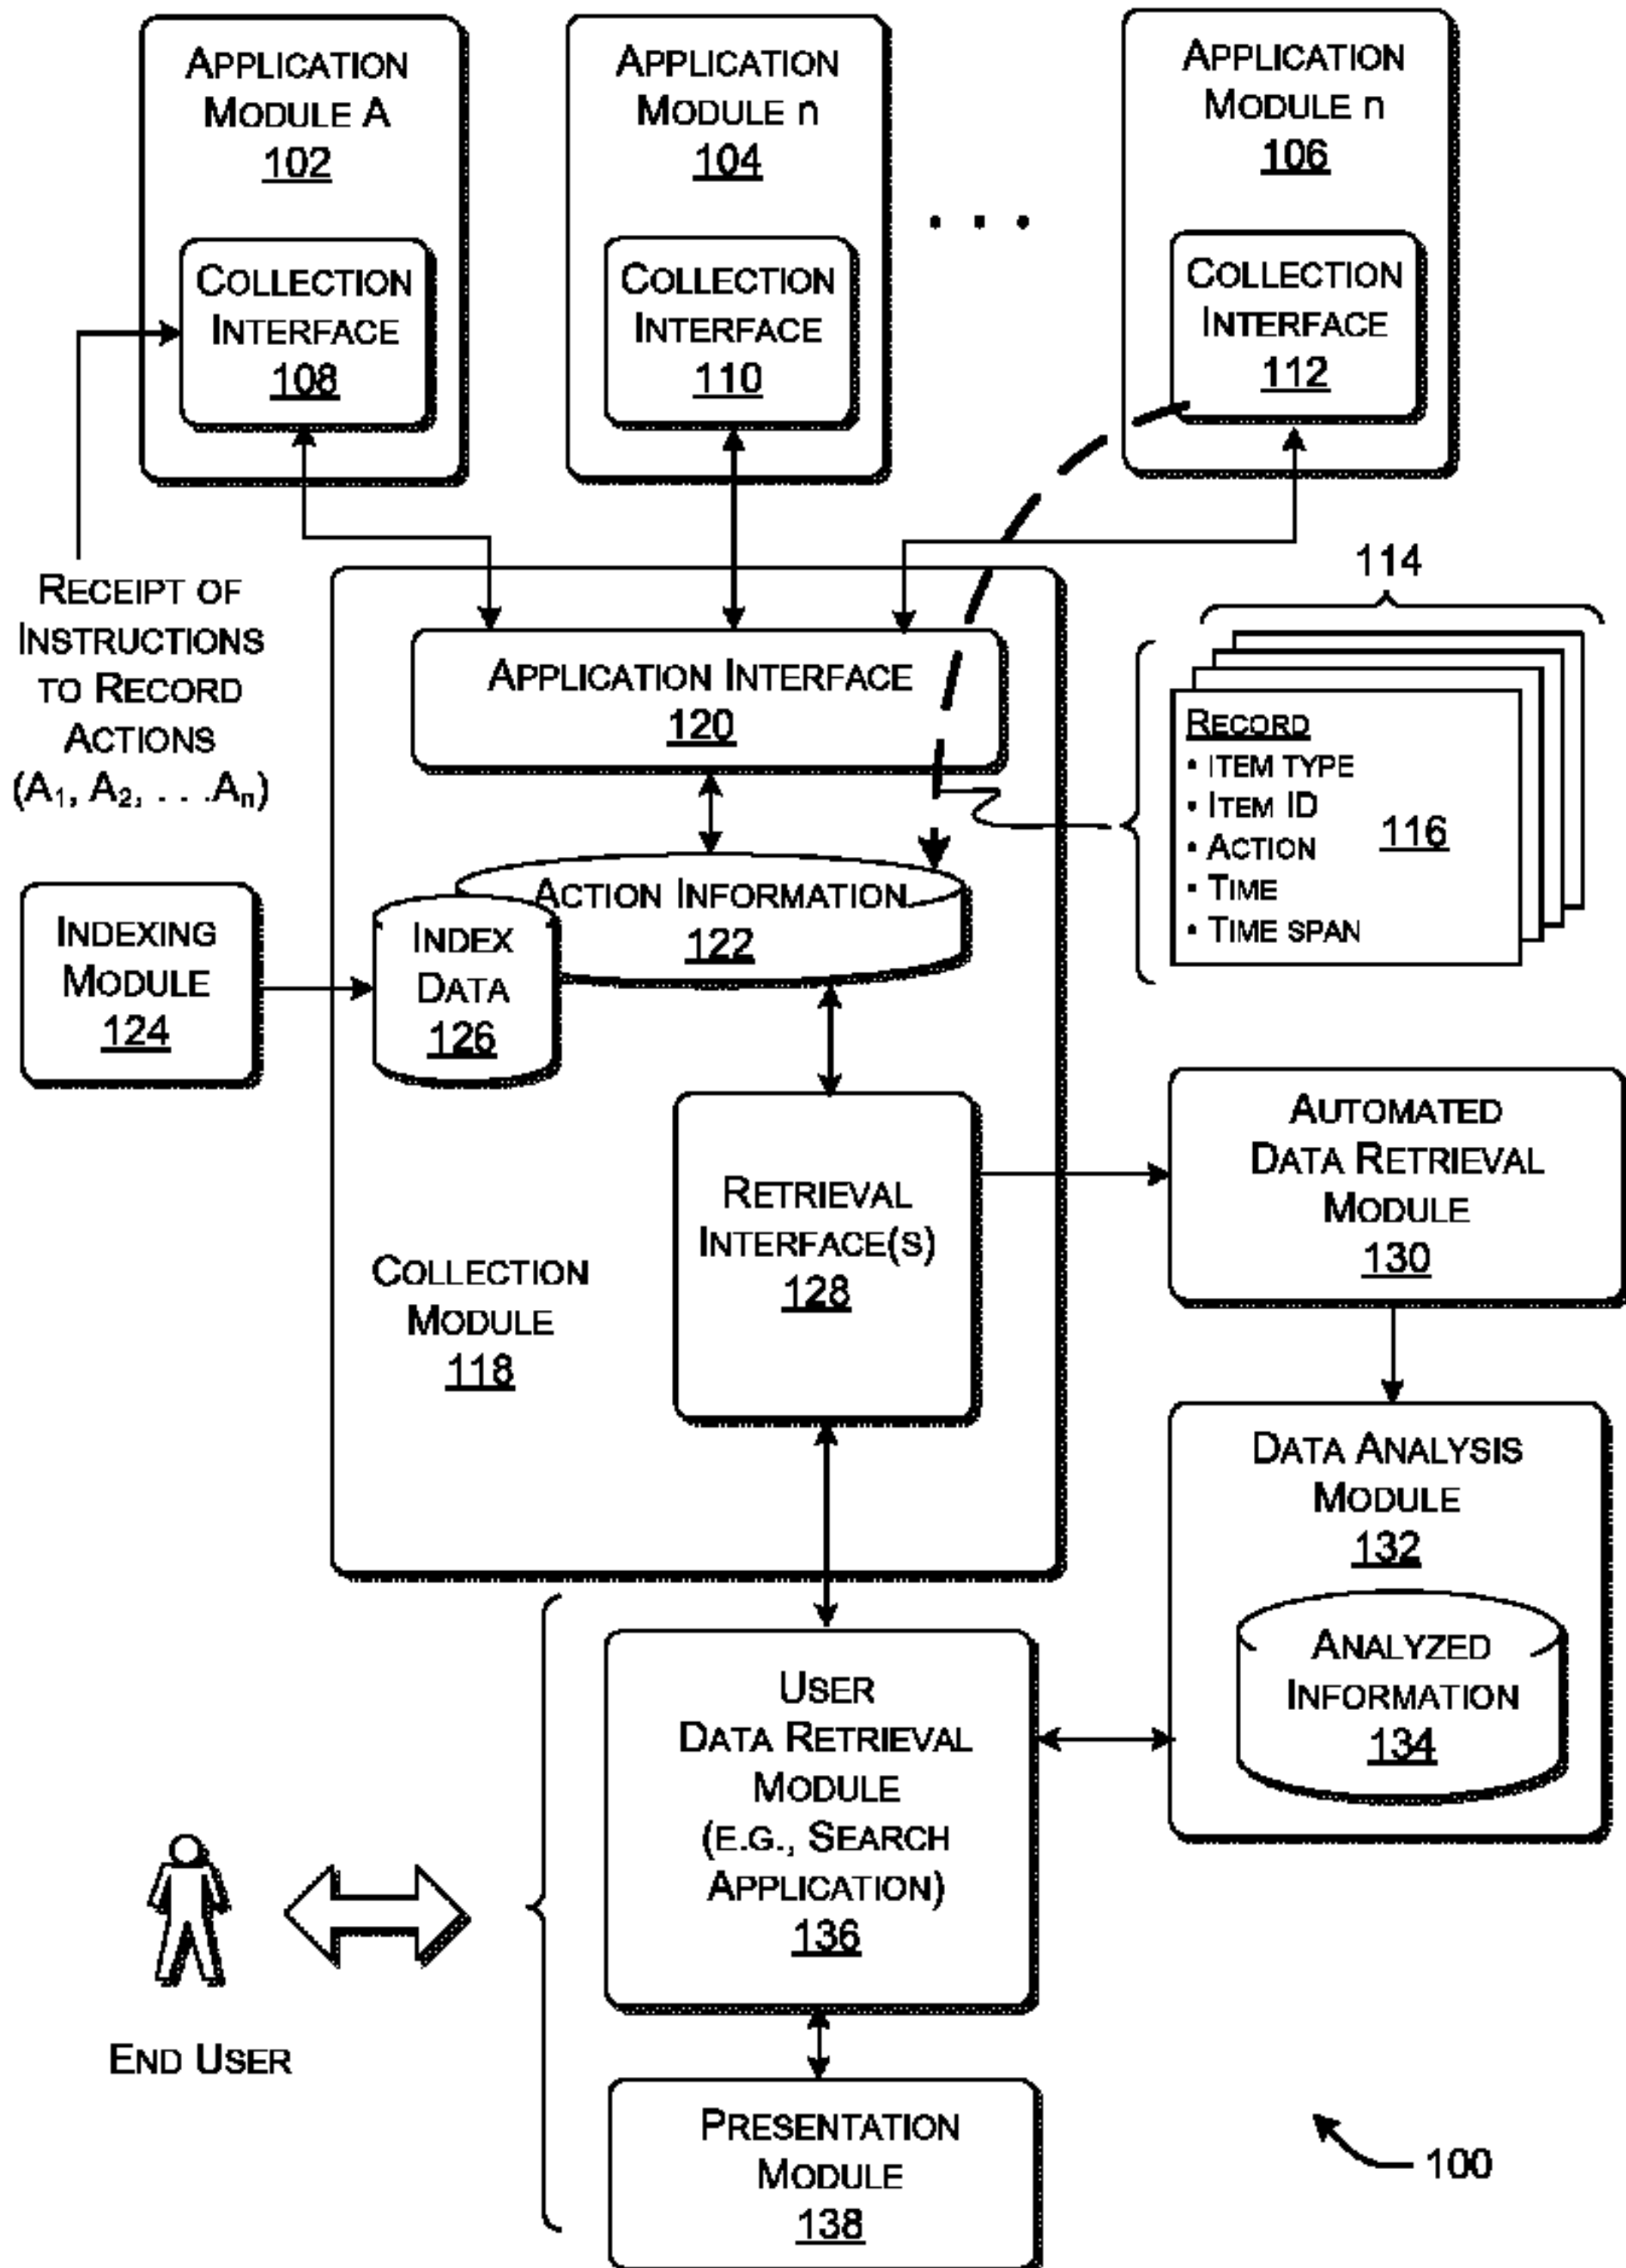 APPLICATION
MODULE A
102
COLLECTION
INTERFACE
108
APPLICATION
MODULE n
104
COLLECTION
INTERFACE
110
. . .
APPLICATION
MODULE n
106
COLLECTION
INTERFACE
112
RECEIPT OF
INSTRUCTIONS
TO RECORD
ACTIONS
(A1, A2, . . .An)
APPLICATION INTERFACE
120
114
RECORD
• ITEM TYPE
• ITEM ID
• ACTION
• TIME
• TIME SPAN
116
ACTION INFORMATION
122
INDEXING
MODULE
124
INDEX
DATA
126
RETRIEVAL
INTERFACE(S)
128
COLLECTION
MODULE
118
AUTOMATED
DATA RETRIEVAL
MODULE
130
DATA ANALYSIS
MODULE
132
ANALYZED
INFORMATION
134
USER
DATA RETRIEVAL
MODULE
(E.G., SEARCH
APPLICATION)
136
END USER
PRESENTATION
MODULE
138
100